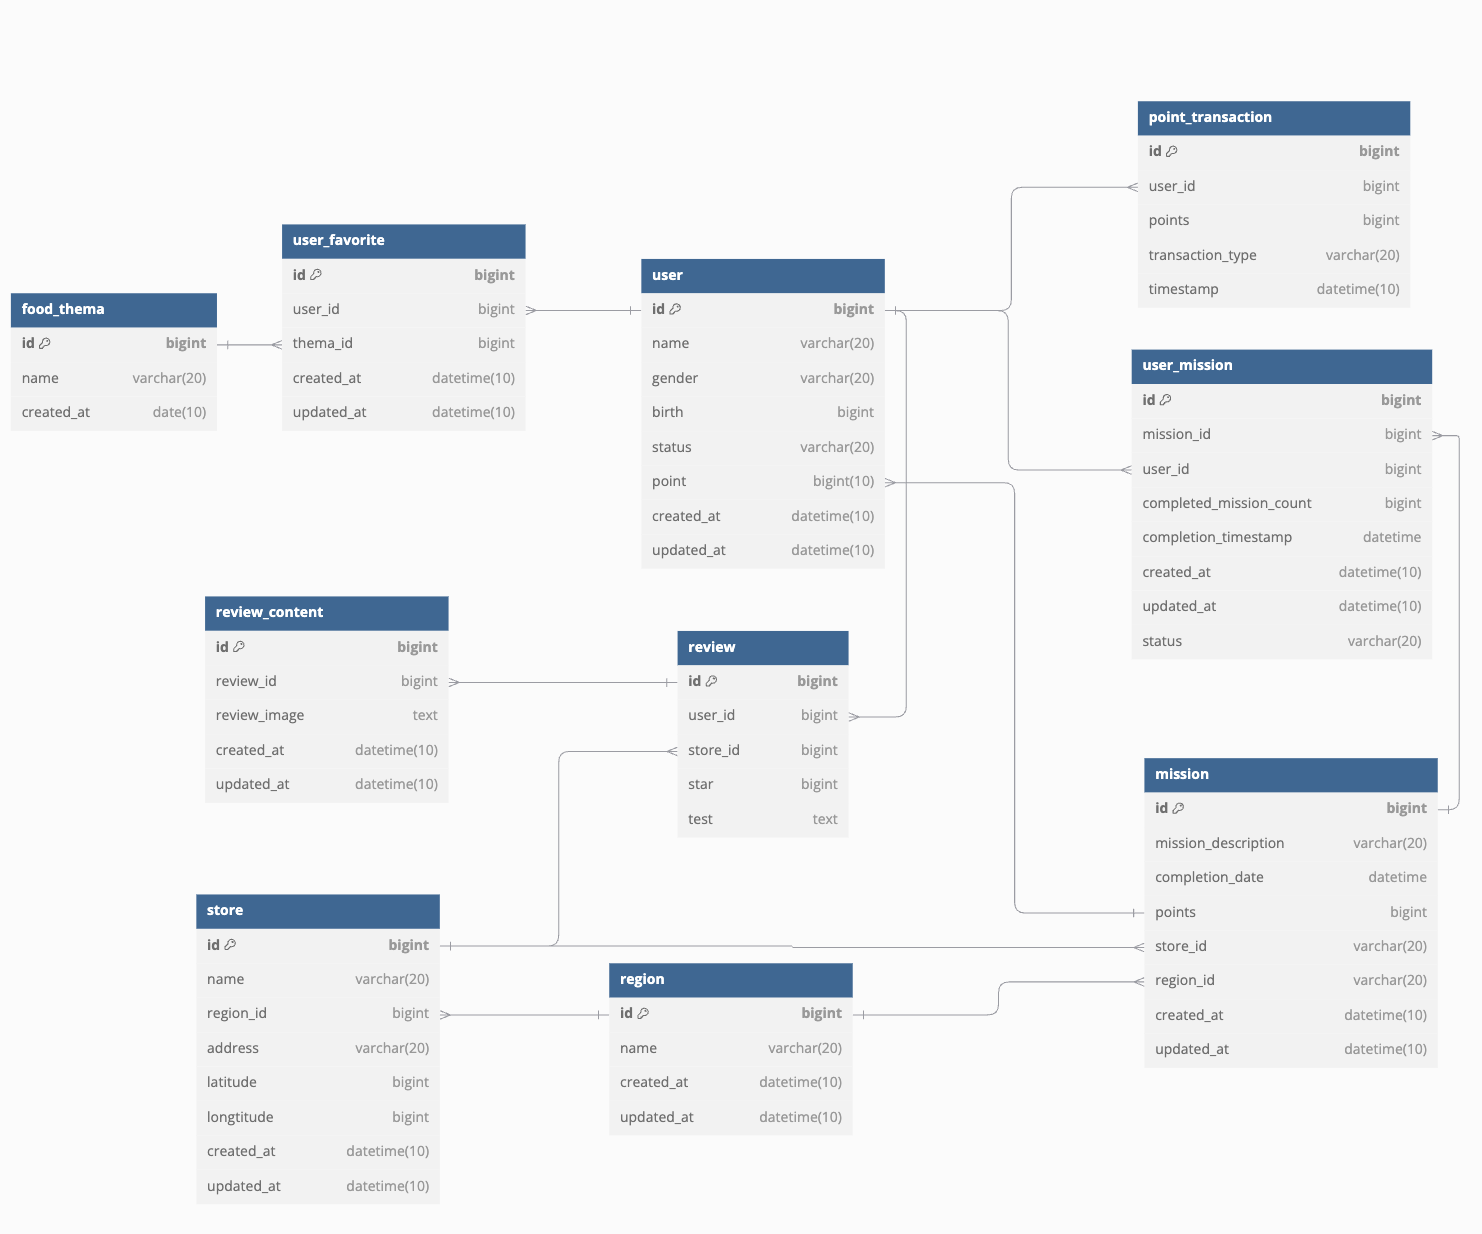 point_transaction
id bigint
user_id bigint
points bigint
transaction_type varchar(20)
timestamp datetime(10)
user_favorite
id bigint
user_id bigint
thema_id bigint
created_at datetime(10)
updated_at datetime(10)
user
id bigint
name varchar(20)
gender varchar(20)
birth bigint
status varchar(20)
point bigint(10)
created_at datetime(10)
updated_at datetime(10)
food_thema
id bigint
name varchar(20)
created_at date(10)
user_mission
id bigint
mission_id bigint
user_id bigint
completed_mission_count bigint
completion_timestamp datetime
created_at datetime(10)
updated_at datetime(10)
status varchar(20)
review_content
id bigint
review_id bigint
review_image text
created_at datetime(10)
updated_at datetime(10)
review
id bigint
user_id bigint
store_id bigint
star bigint
test text
mission
id bigint
mission_description varchar(20)
completion_date datetime
points bigint
store_id varchar(20)
region_id varchar(20)
created_at datetime(10)
updated_at datetime(10)
store
id bigint
name varchar(20)
region_id bigint
address varchar(20)
latitude bigint
longtitude bigint
created_at datetime(10)
updated_at datetime(10)
region
id bigint
name varchar(20)
created_at datetime(10)
updated_at datetime(10)